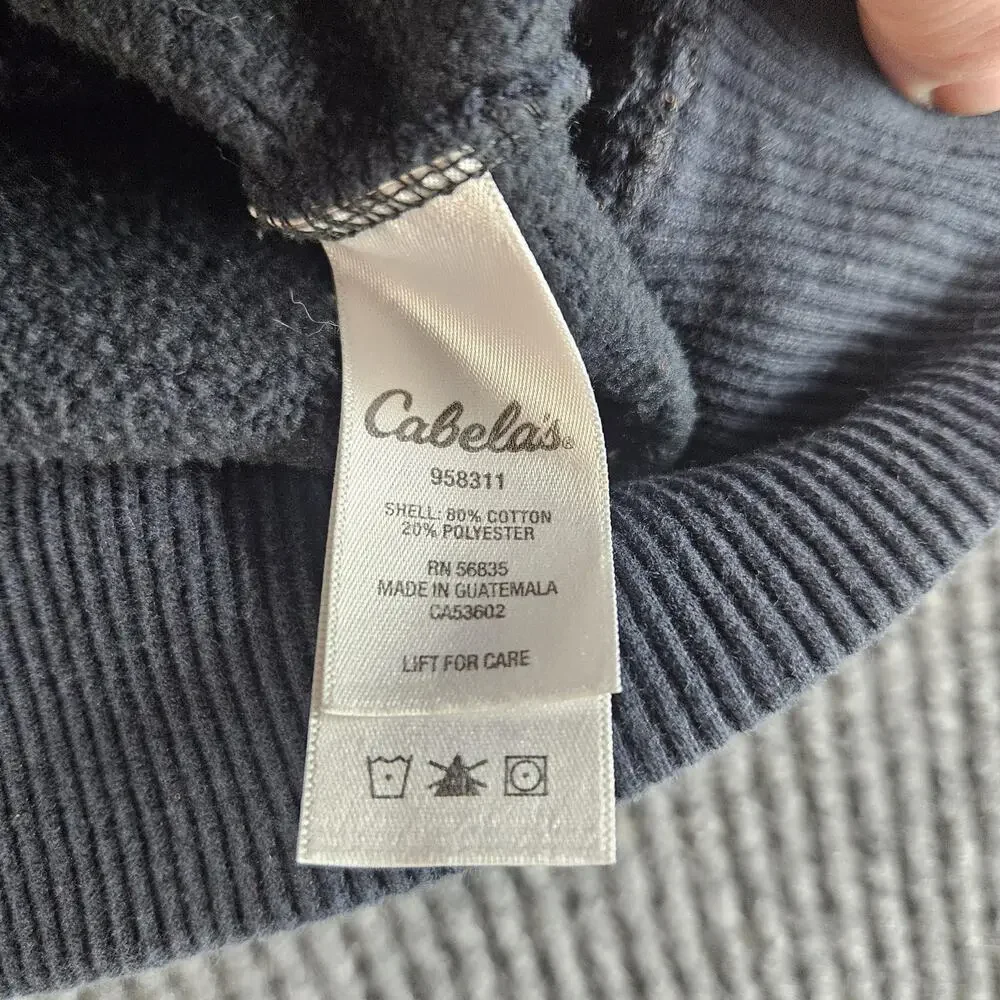 Cabela's®
958311
SHELL: 80% COTTON
20% POLYESTER
RN 56835
MADE IN GUATEMALA
CA53602
LIFT FOR CARE